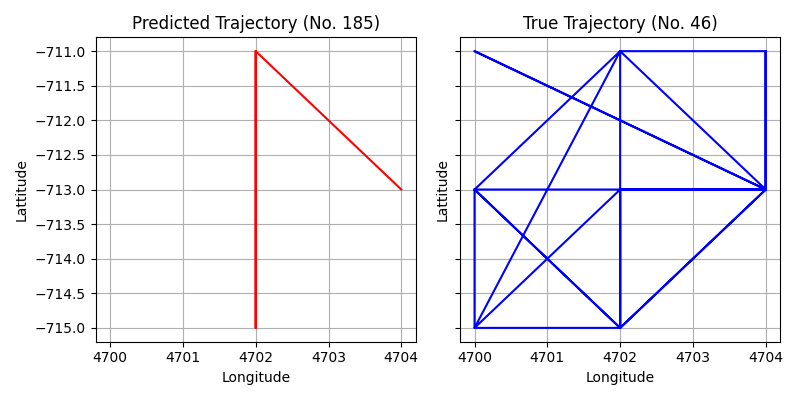 Predicted Trajectory (No. 185)
True Trajectory (No. 46)
−711.0
−711.5
−712.0
−712.5
−713.0
−713.5
−714.0
−714.5
−715.0
Lattitude
Lattitude
4700 4701 4702 4703 4704
4700 4701 4702 4703 4704
Longitude
Longitude